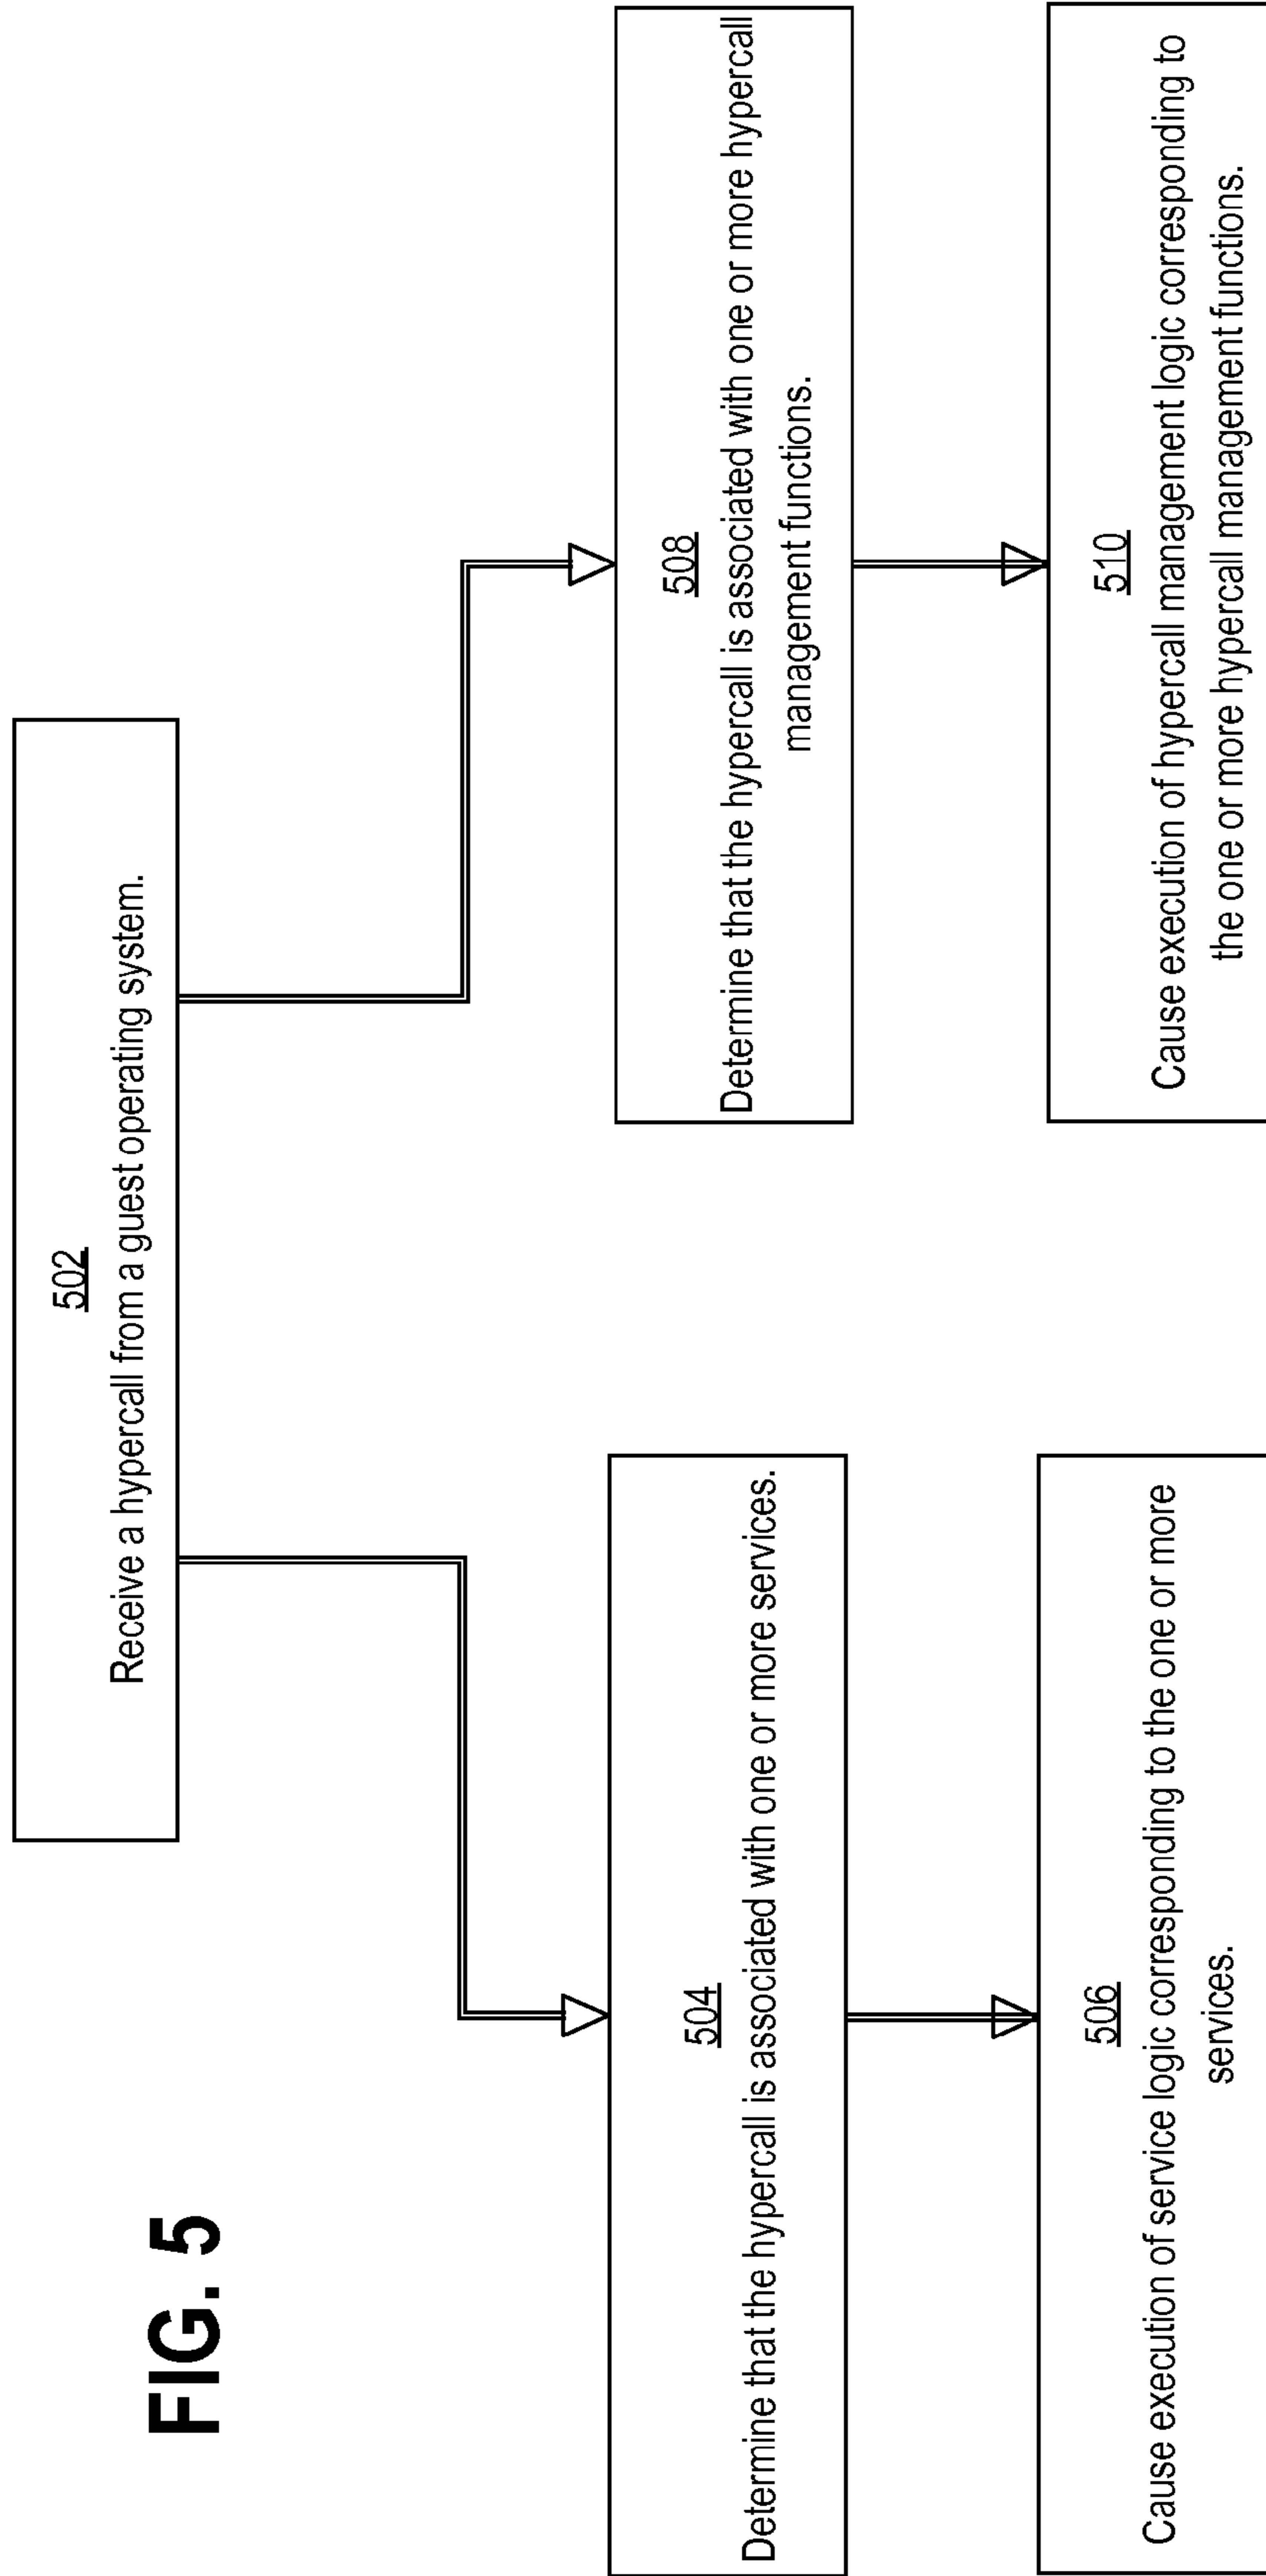 FIG. 5
502
Receive a hypercall from a guest operating system.
504
Determine that the hypercall is associated with one or more services.
506
Cause execution of service logic corresponding to the one or more
services.
508
Determine that the hypercall is associated with one or more hypercall
management functions.
510
Cause execution of hypercall management logic corresponding to
the one or more hypercall management functions.